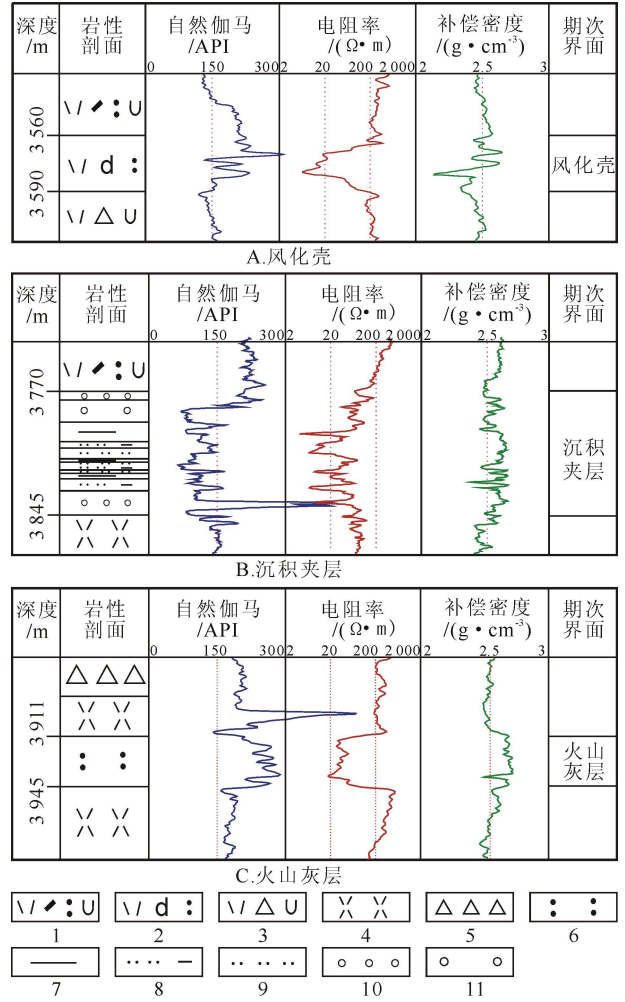 深度
/m
岩性
剖面
自然伽马
/API
电阻率
/(Ω•m)
补偿密度
/(g•cm-3)
期次
界面
0 150 300
2 20 200 2 000
2 2.5 3
3 560
3 590
d
风化壳
A.风化壳
深度
/m
岩性
剖面
自然伽马
/API
电阻率
/(Ω•m)
补偿密度
/(g•cm-3)
期次
界面
0 150 300
2 20 200 2 000
2 2.5 3
3 770
3 845
沉积
夹层
B.沉积夹层
深度
/m
岩性
剖面
自然伽马
/API
电阻率
/(Ω•m)
补偿密度
/(g•cm-3)
期次
界面
0 150 300
2 20 200 2 000
2 2.5 3
3 911
3 945
火山
灰层
C.火山灰层
d
1 2 3 4 5 6
7 8 9 10 11